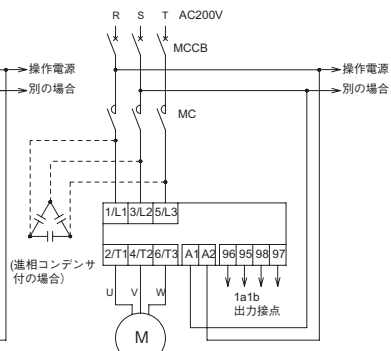 R S T AC200V
MCCB
操作電源
別の場合
操作電源
別の場合
MC
1/L1 3/L2 5/L3
2/T1 4/T2 6/T3 A1 A2 96 95 98 97
(進相コンデンサ
付の場合)
U V W
1a1b
出力接点
M